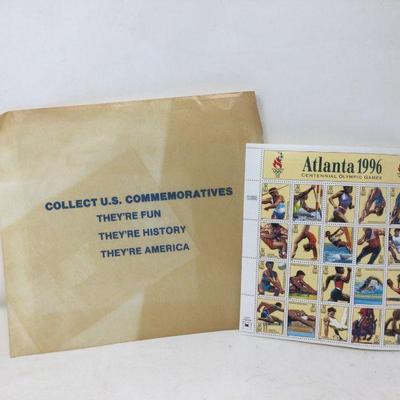 COLLECT U.S. COMMEMORATIVES
THEY'RE FUN
THEY'RE HISTORY
THEY'RE AMERICA
Atlanta 1996
CENTENNIAL OLYMPIC GAMES